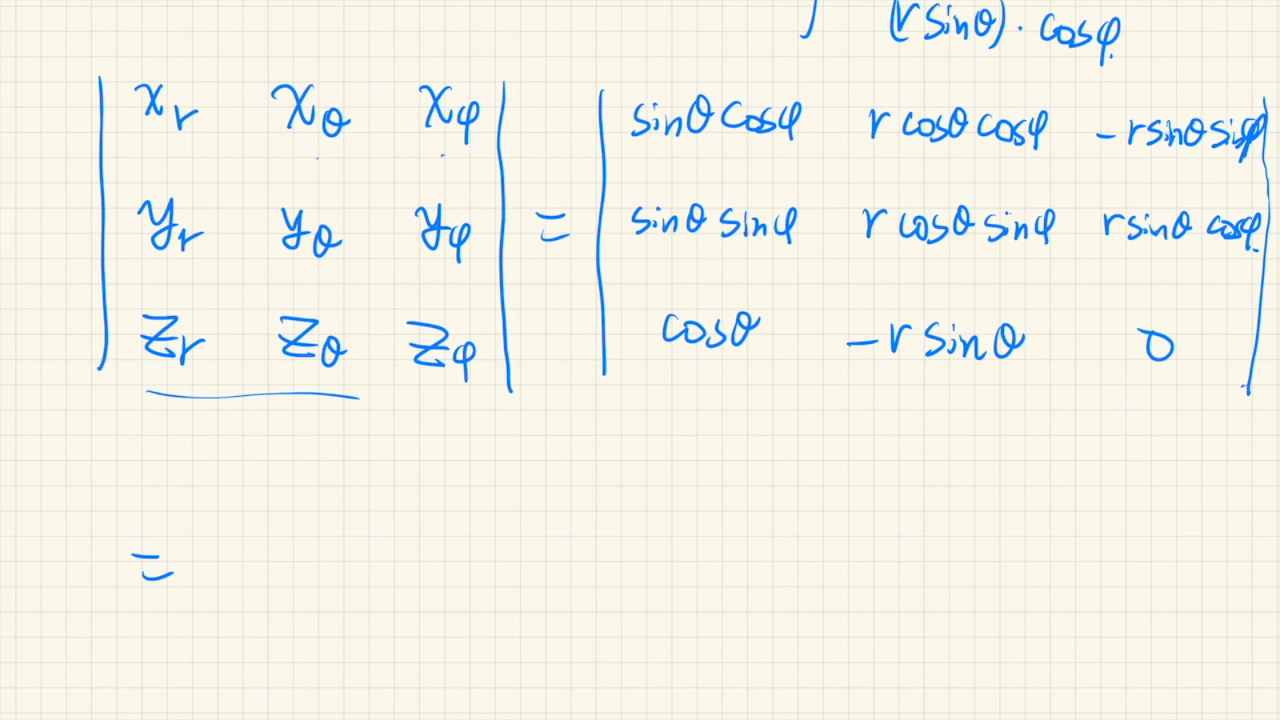 (r sinθ) · cosφ
| x_r x_θ x_φ | | sinθ cosφ r cosθ cosφ -r sinθ sinφ |
| y_r y_θ y_φ | = | sinθ sinφ r cosθ sinφ r sinθ cosφ |
| z_r z_θ z_φ | | cosθ -r sinθ 0 |
=